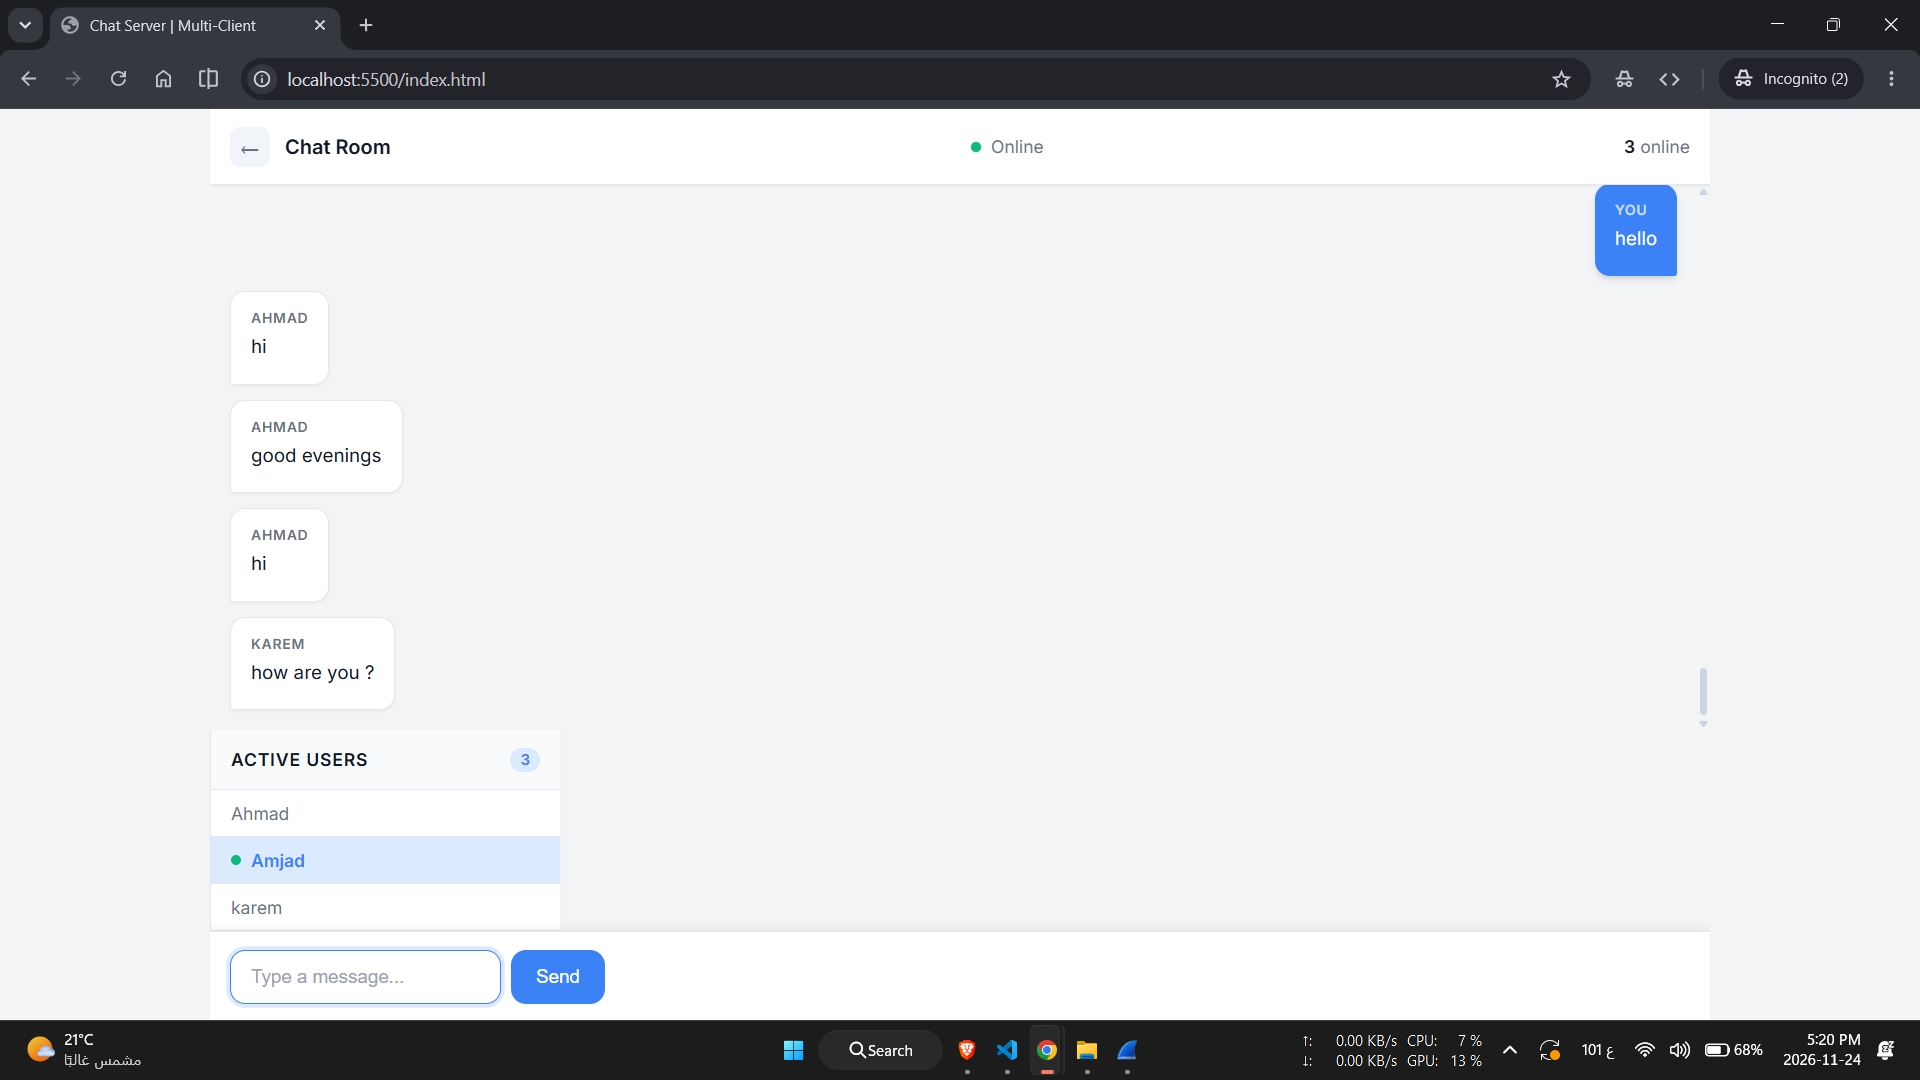 Chat Server | Multi-Client
localhost:5500/index.html
Incognito (2)
← Chat Room
Online
3 online
YOU
hello
AHMAD
hi
AHMAD
good evenings
AHMAD
hi
KAREM
how are you ?
ACTIVE USERS
3
Ahmad
Amjad
karem
Type a message...
Send
21°C
مشمس غالبًا
Search
↑: 0.00 KB/s CPU: 7 %
↓: 0.00 KB/s GPU: 13 %
101 ع
68%
5:20 PM
2026-11-24